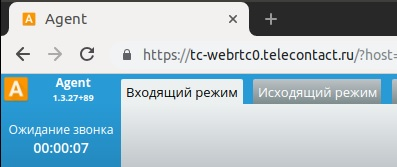 Agent
https://tc-webrtc0.telecontact.ru/?host=
Agent
1.3.27+89
Входящий режим
Исходящий режим
Ожидание звонка
00:00:07